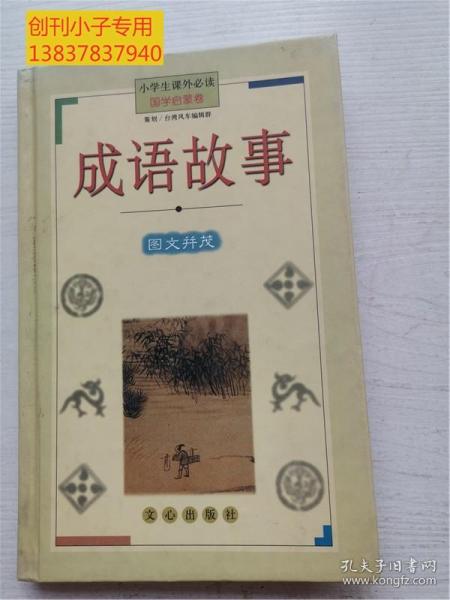 创刊小子专用
13837837940
小学生课外必读
国学启蒙卷
策划/台湾风车编辑群
成语故事
图文并茂
文心出版社
孔夫子旧书网
www.kongfz.com